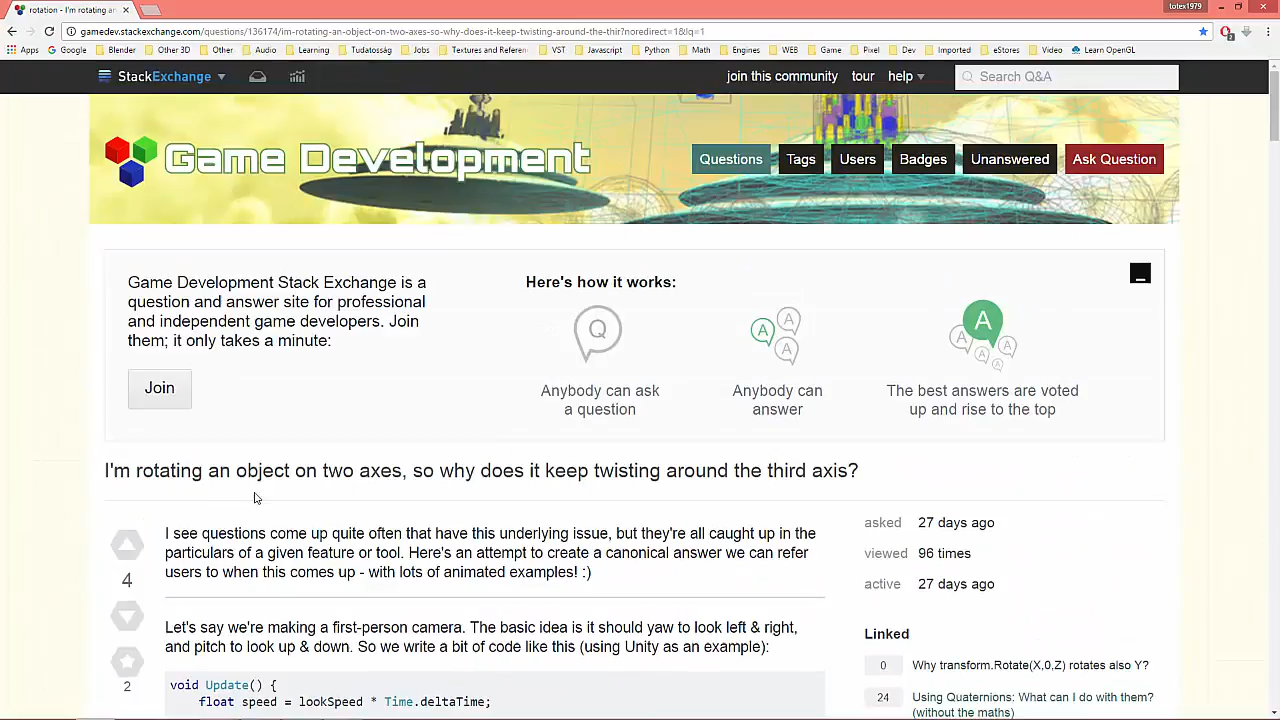 rotation - I'm rotating an
totex1979
gamedev.stackexchange.com/questions/136174/im-rotating-an-object-on-two-axes-so-why-does-it-keep-twisting-around-the-thir?noredirect=1&lq=1
Apps Google Blender Other 3D Other Audio Learning Tudatosság Jobs Textures and Referen VST Javascript Python Math Engines WEB Game Pixel Dev Imported eStores Video Learn OpenGL
StackExchange join this community tour help Search Q&A
Game Development Questions Tags Users Badges Unanswered Ask Question
Game Development Stack Exchange is a
question and answer site for professional
and independent game developers. Join
them; it only takes a minute:
Join
Here's how it works:
Q A A A A A A A A
Anybody can ask
a question
Anybody can
answer
The best answers are voted
up and rise to the top
I'm rotating an object on two axes, so why does it keep twisting around the third axis?
4
2
I see questions come up quite often that have this underlying issue, but they're all caught up in the
particulars of a given feature or tool. Here's an attempt to create a canonical answer we can refer
users to when this comes up - with lots of animated examples! :)
Let's say we're making a first-person camera. The basic idea is it should yaw to look left & right,
and pitch to look up & down. So we write a bit of code like this (using Unity as an example):
void Update() {
float speed = lookSpeed * Time.deltaTime;
asked 27 days ago
viewed 96 times
active 27 days ago
Linked
0 Why transform.Rotate(X,0,Z) rotates also Y?
24 Using Quaternions: What can I do with them?
(without the maths)